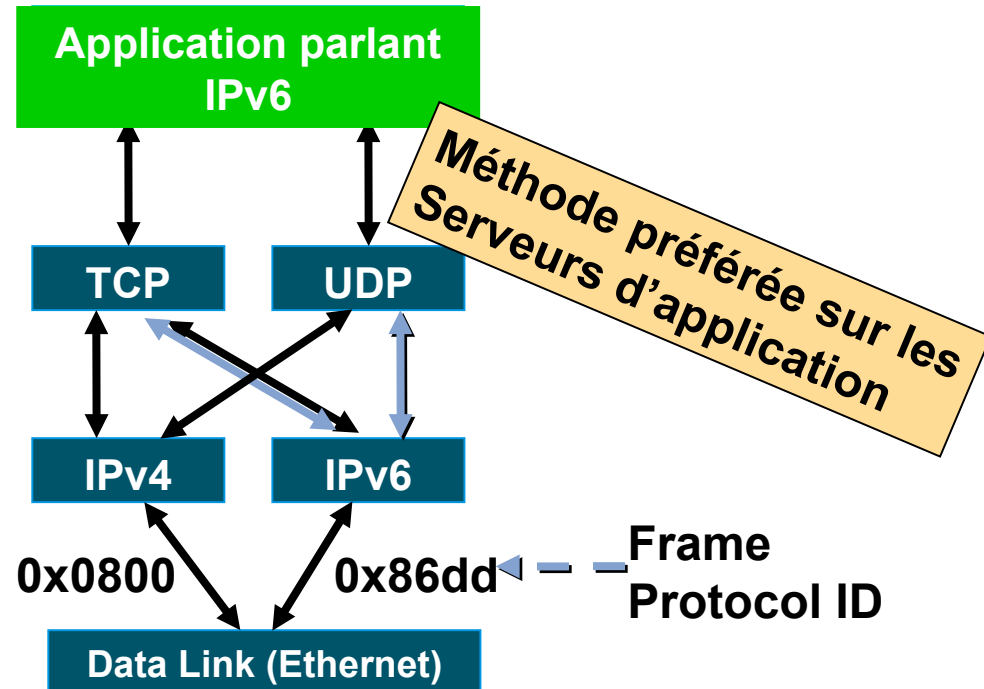 Application parlant
IPv6
Méthode préférée sur les
Serveurs d’application
TCP
UDP
IPv4
IPv6
0x0800
0x86dd
Frame
Protocol ID
Data Link (Ethernet)